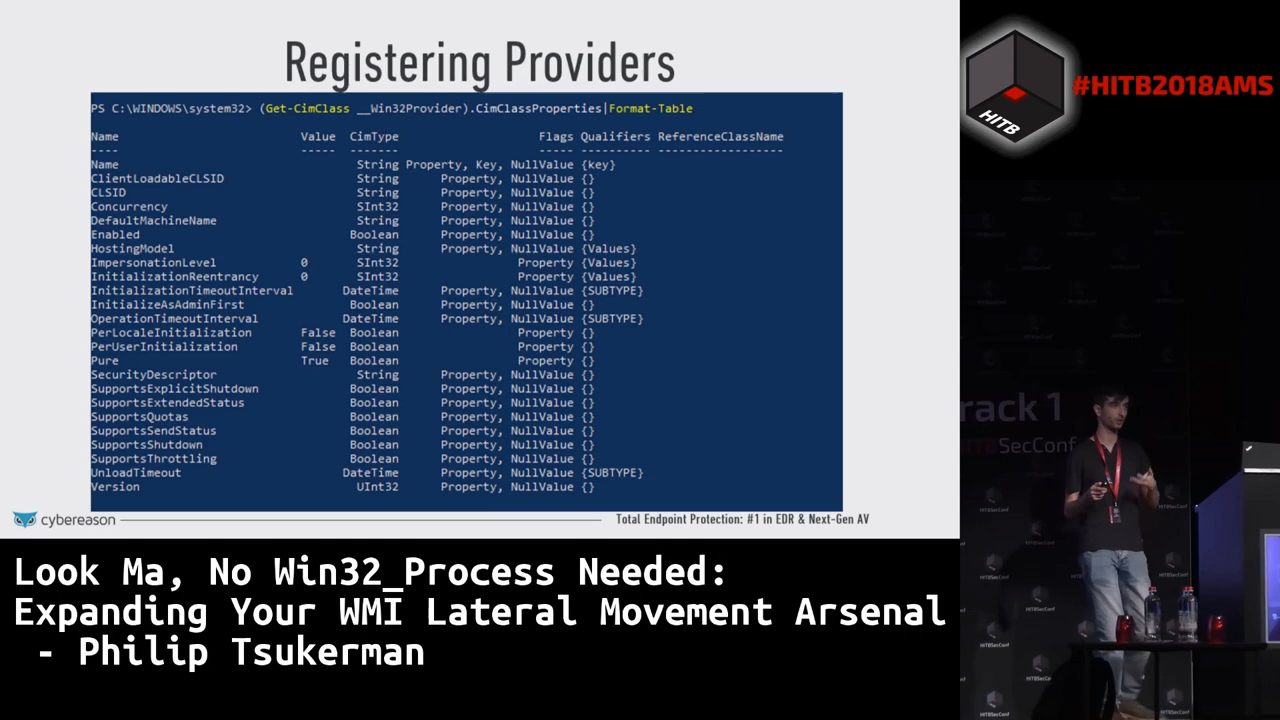 Registering Providers
PS C:\WINDOWS\system32> (Get-CimClass __Win32Provider).CimClassProperties|Format-Table
Name Value CimType Flags Qualifiers ReferenceClassName
---- ----- ------- ----- ---------- ------------------
Name String Property, Key, NullValue {key}
ClientLoadableCLSID String Property, NullValue {}
CLSID String Property, NullValue {}
Concurrency SInt32 Property, NullValue {}
DefaultMachineName String Property, NullValue {}
Enabled Boolean Property, NullValue {}
HostingModel String Property, NullValue {Values}
ImpersonationLevel 0 SInt32 Property {Values}
InitializationReentrancy 0 SInt32 Property {Values}
InitializationTimeoutInterval DateTime Property, NullValue {SUBTYPE}
InitializeAsAdminFirst Boolean Property, NullValue {}
OperationTimeoutInterval DateTime Property, NullValue {SUBTYPE}
PerLocaleInitialization False Boolean Property {}
PerUserInitialization False Boolean Property {}
Pure True Boolean Property {}
SecurityDescriptor String Property, NullValue {}
SupportsExplicitShutdown Boolean Property, NullValue {}
SupportsExtendedStatus Boolean Property, NullValue {}
SupportsQuotas Boolean Property, NullValue {}
SupportsSendStatus Boolean Property, NullValue {}
SupportsShutdown Boolean Property, NullValue {}
SupportsThrottling Boolean Property, NullValue {}
UnloadTimeout DateTime Property, NullValue {SUBTYPE}
Version UInt32 Property, NullValue {}
cybereason
Total Endpoint Protection: #1 in EDR & Next-Gen AV
Look Ma, No Win32_Process Needed:
Expanding Your WMI Lateral Movement Arsenal
- Philip Tsukerman
HITB
#HITB2018AMS
rack 1
SecConf
HITBSecConf